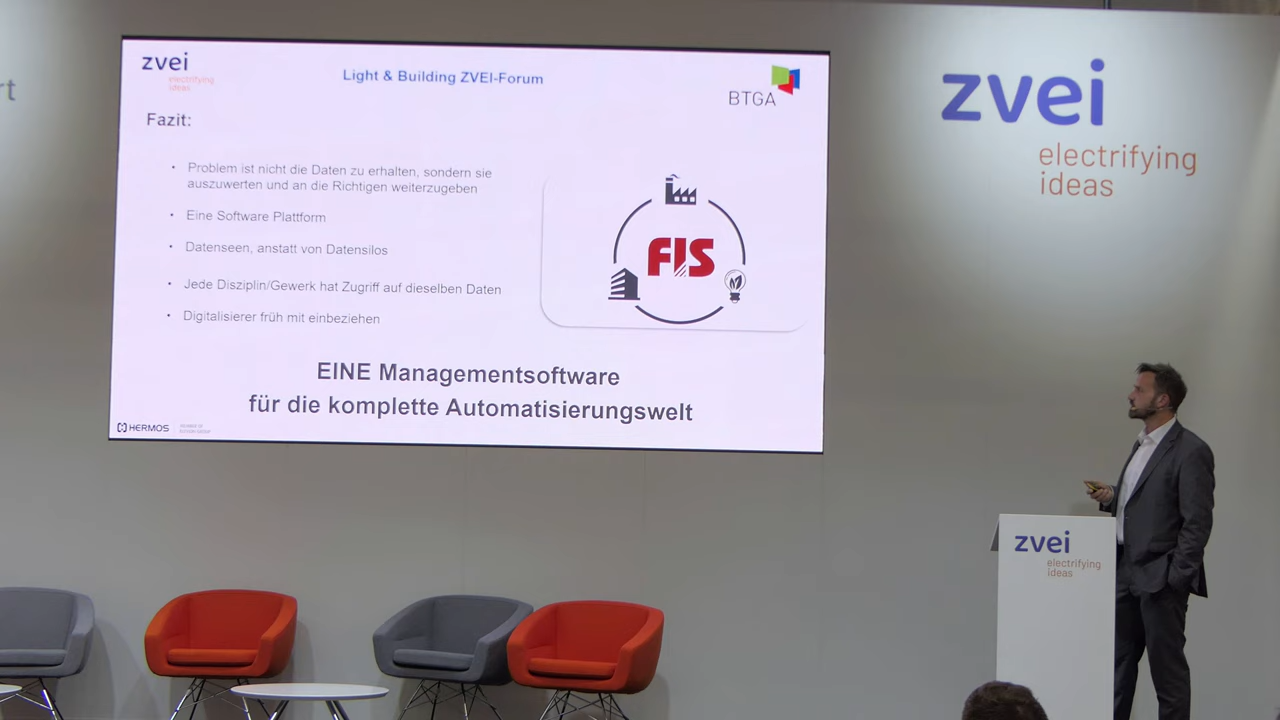 rt
zvei
electrifying
ideas
Light & Building ZVEI-Forum
BTGA
Fazit:
• Problem ist nicht die Daten zu erhalten, sondern sie
auszuwerten und an die Richtigen weiterzugeben
• Eine Software Plattform
• Datenseen, anstatt von Datensilos
• Jede Disziplin/Gewerk hat Zugriff auf dieselben Daten
• Digitalisierer früh mit einbeziehen
FIS
EINE Managementsoftware
für die komplette Automatisierungswelt
HERMOS
zvei
electrifying
ideas
zvei
electrifying
ideas